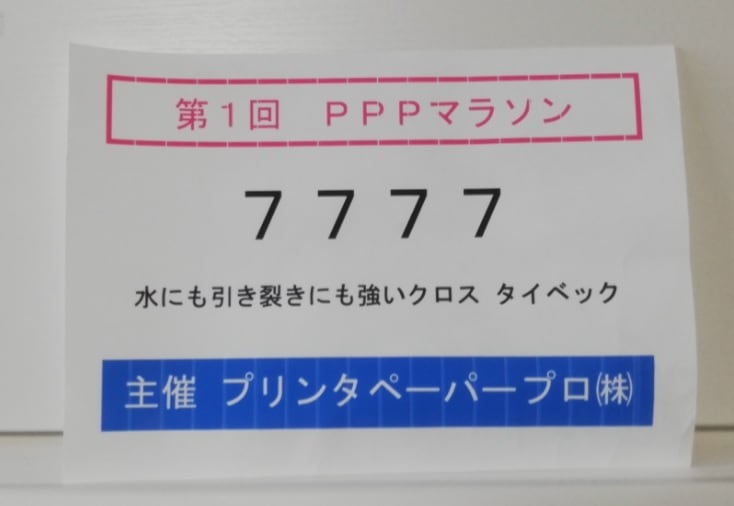 第１回　ＰＰＰマラソン
７７７７
水にも引き裂きにも強いクロス タイベック
主催 プリンタペーパープロ㈱